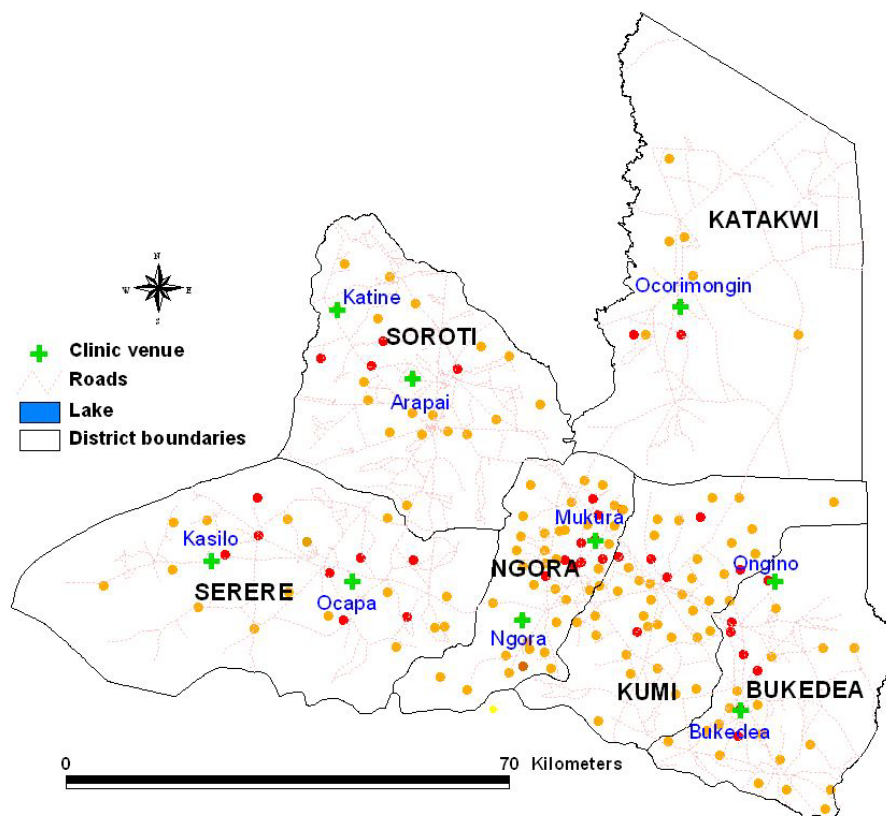 KATAKWI
N
W E
S
Ocorimongin
Katine
SOROTI
Clinic venue
Roads
Arapai
Lake
District boundaries
Mukura
Kasilo
NGORA
Ongino
SERERE
Ocapa
Ngora
KUMI
BUKEDEA
Bukedea
0 70 Kilometers